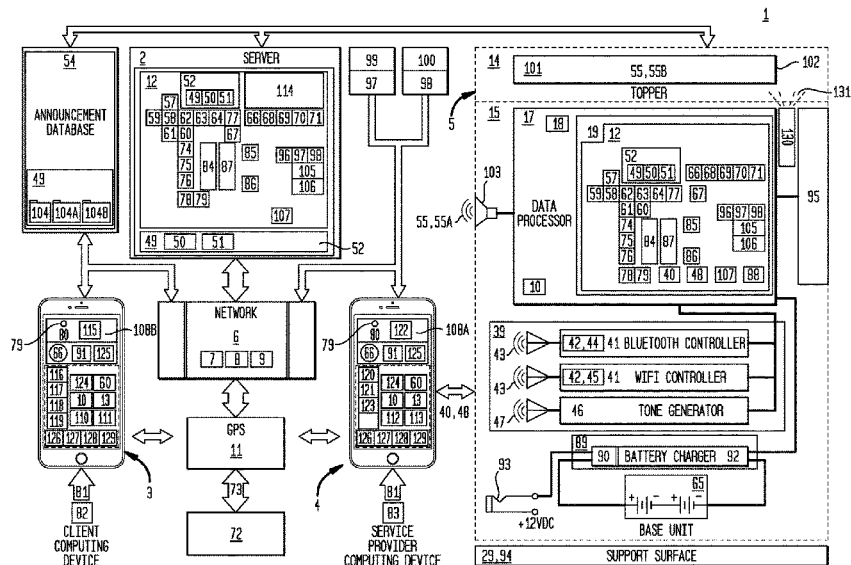 1
54
ANNOUNCEMENT
DATABASE
49
104 104A 104B
2 SERVER
12
52
49 50 51
114
57
59 58 62 63 64 77
66 68 69 70 71
61 60
67
74
75
76
84 87
85
86
96 97 98
105
106
78 79
107
49 50 51
52
99
97
100
98
14
101
55,55B
102
TOPPER
5
131
15
17
18
19
12
130
95
52
49 50 51
66 68 69 70 71
57
59 58 62 63 64 77
67
61 60
74
75
76
84 87
85
86
96 97 98
105
106
78 79 40 48 107 88
103
55,55A
DATA
PROCESSOR
10
79
80
115
108B
66 91 125
116
117
118
119
124 60
10 13
110 111
126 127 128 129
3
81
82
CLIENT
COMPUTING
DEVICE
NETWORK
6
7 8 9
GPS
11
73
72
79
80
122
108A
66 91 125
120
121
123
124 60
10 13
112 113
126 127 128 129
4
81
83
SERVICE
PROVIDER
COMPUTING DEVICE
40,48
39
43
42,44 41 BLUETOOTH CONTROLLER
43
42,45 41 WIFI CONTROLLER
47
46 TONE GENERATOR
89
90 BATTERY CHARGER 92
93
+12VDC
65
+ - + -
BASE UNIT
29,94 SUPPORT SURFACE